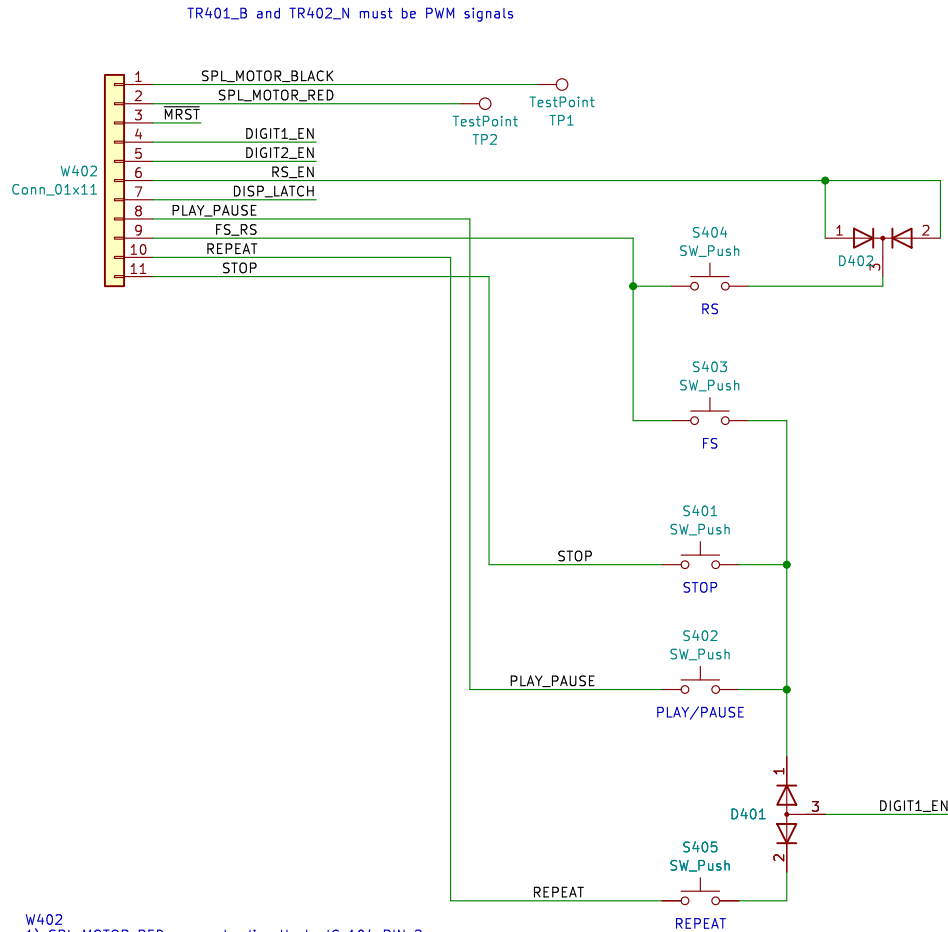 TR401_B and TR402_N must be PWM signals
1 SPL_MOTOR_BLACK
2 SPL_MOTOR_RED
3 MRST
4 DIGIT1_EN
5 DIGIT2_EN
6 RS_EN
7 DISP_LATCH
8 PLAY_PAUSE
9 FS_RS
10 REPEAT
11 STOP
W402
Conn_01x11
TestPoint
TP1
TestPoint
TP2
1
2
D402
3
S404
SW_Push
RS
S403
SW_Push
FS
S401
SW_Push
STOP
STOP
S402
SW_Push
PLAY_PAUSE
PLAY/PAUSE
1
D401
3
DIGIT1_EN
2
S405
SW_Push
REPEAT
REPEAT
W402